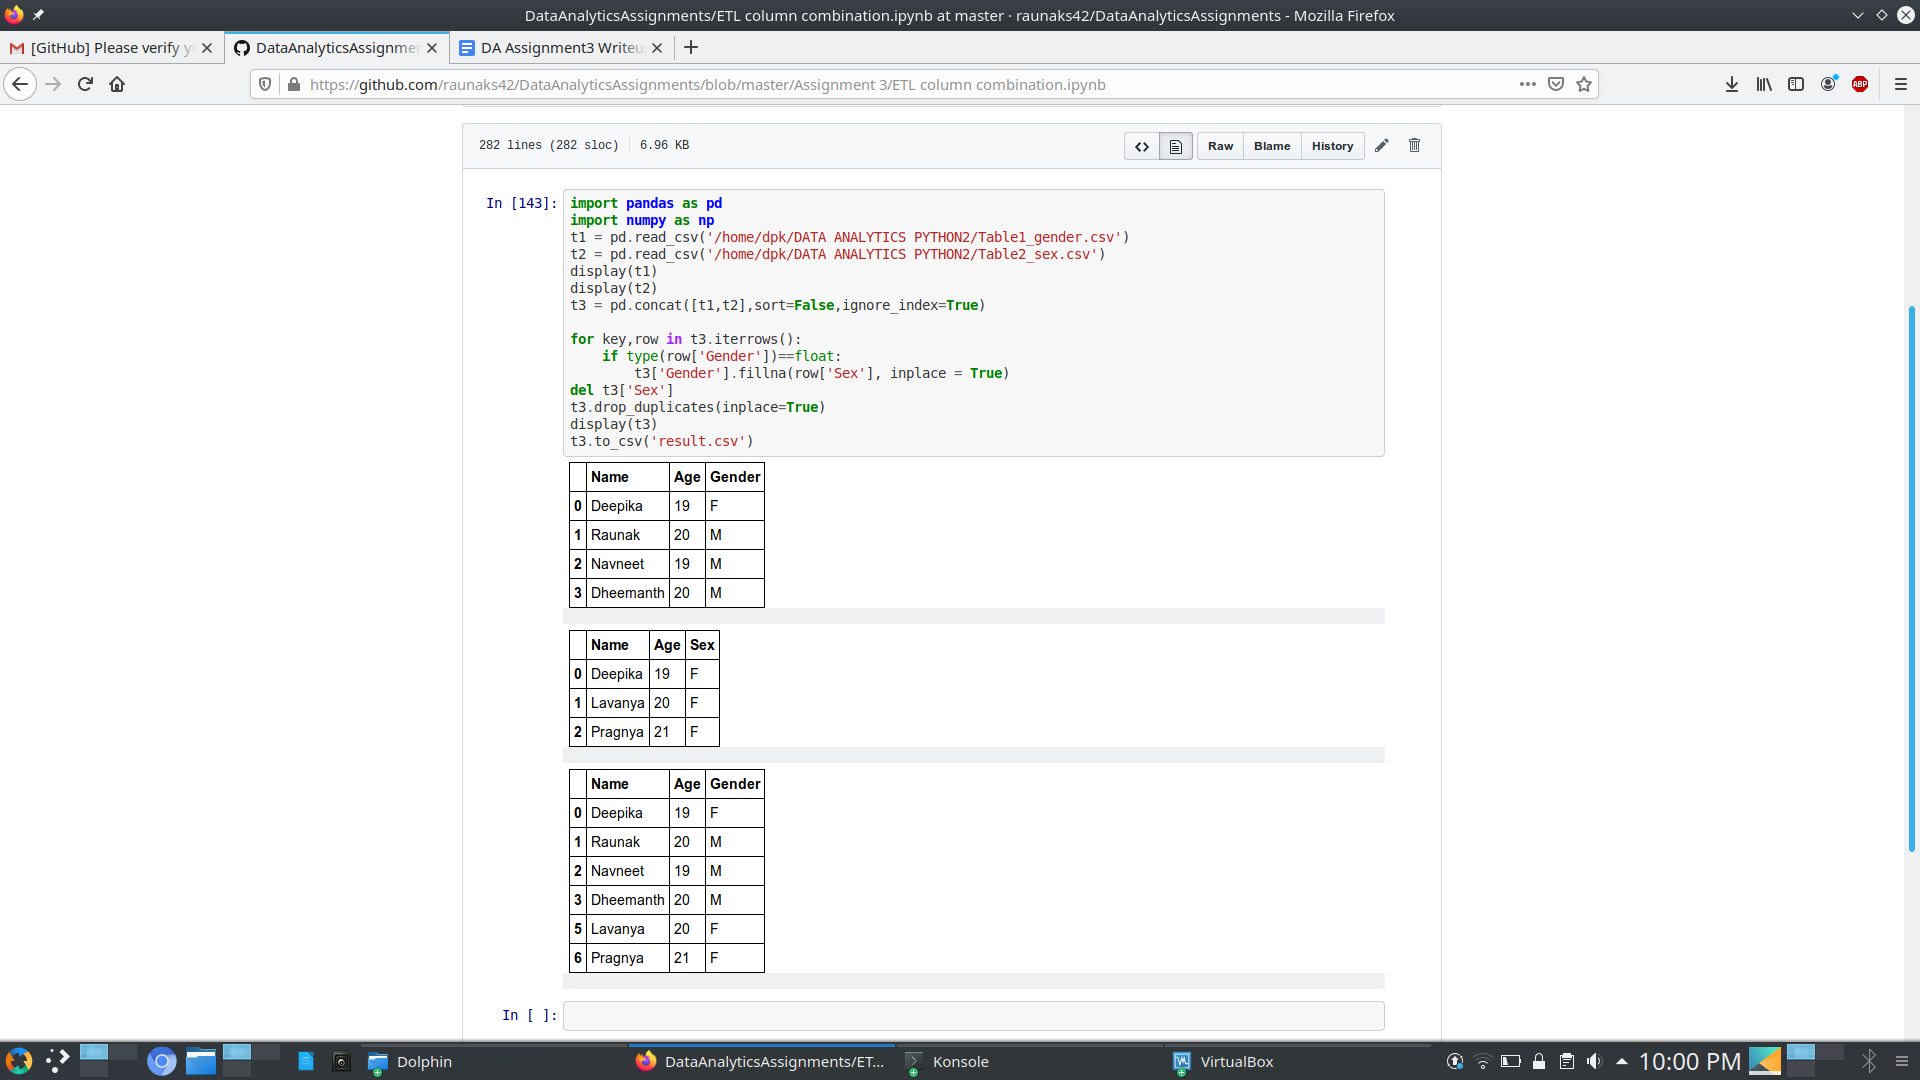 DataAnalyticsAssignments/ETL column combination.ipynb at master · raunaks42/DataAnalyticsAssignments - Mozilla Firefox
[GitHub] Please verify y
DataAnalyticsAssignme
DA Assignment3 Writeu
https://github.com/raunaks42/DataAnalyticsAssignments/blob/master/Assignment 3/ETL column combination.ipynb
ABP
282 lines (282 sloc) 6.96 KB
Raw Blame History
In [143]:
import pandas as pd
import numpy as np
t1 = pd.read_csv('/home/dpk/DATA ANALYTICS PYTHON2/Table1_gender.csv')
t2 = pd.read_csv('/home/dpk/DATA ANALYTICS PYTHON2/Table2_sex.csv')
display(t1)
display(t2)
t3 = pd.concat([t1,t2],sort=False,ignore_index=True)
for key,row in t3.iterrows():
    if type(row['Gender'])==float:
        t3['Gender'].fillna(row['Sex'], inplace = True)
del t3['Sex']
t3.drop_duplicates(inplace=True)
display(t3)
t3.to_csv('result.csv')
Name Age Gender
0 Deepika 19 F
1 Raunak 20 M
2 Navneet 19 M
3 Dheemanth 20 M
Name Age Sex
0 Deepika 19 F
1 Lavanya 20 F
2 Pragnya 21 F
Name Age Gender
0 Deepika 19 F
1 Raunak 20 M
2 Navneet 19 M
3 Dheemanth 20 M
5 Lavanya 20 F
6 Pragnya 21 F
In [ ]:
Dolphin
DataAnalyticsAssignments/ET...
Konsole
VirtualBox
10:00 PM